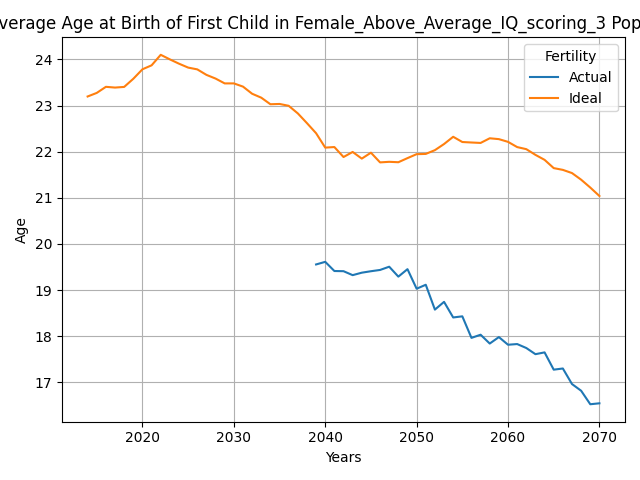 verage Age at Birth of First Child in Female_Above_Average_IQ_scoring_3 Pop
Fertility
Actual
Ideal
24
23
22
21
20
19
18
17
Age
2020
2030
2040
2050
2060
2070
Years